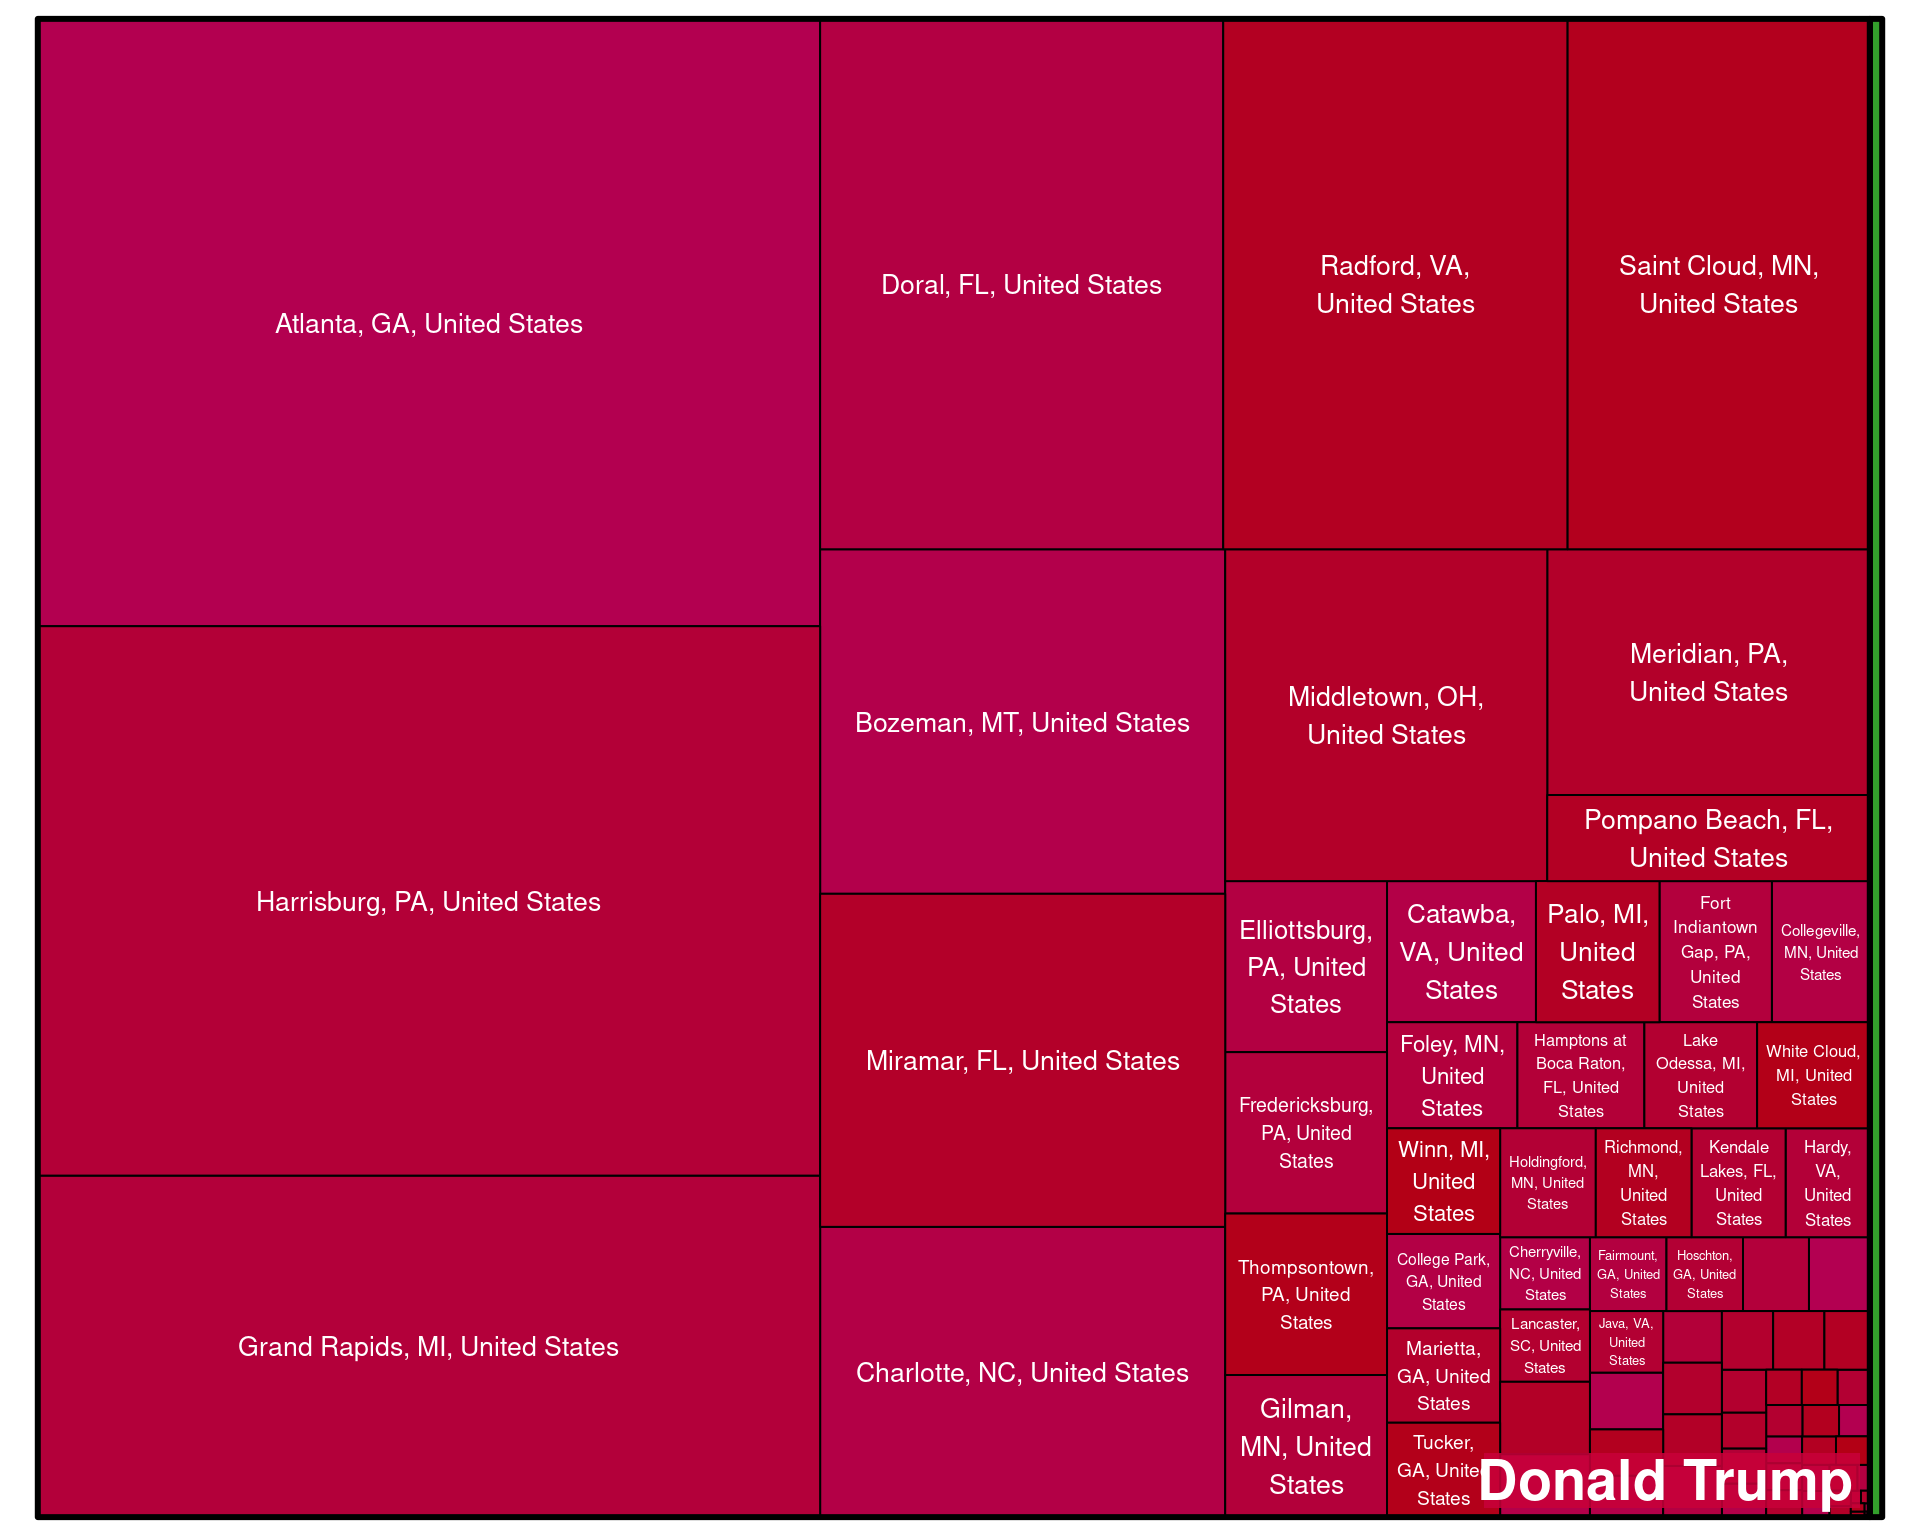 Atlanta, GA, United States
Harrisburg, PA, United States
Grand Rapids, MI, United States
Doral, FL, United States
Bozeman, MT, United States
Miramar, FL, United States
Charlotte, NC, United States
Radford, VA,
United States
Saint Cloud, MN,
United States
Middletown, OH,
United States
Meridian, PA,
United States
Pompano Beach, FL,
United States
Elliottsburg,
PA, United
States
Fredericksburg,
PA, United
States
Thompsontown,
PA, United
States
Gilman,
MN, United
States
Catawba,
VA, United
States
Palo, MI,
United
States
Fort
Indiantown
Gap, PA,
United
States
Collegeville,
MN, United
States
Foley, MN,
United
States
Hamptons at
Boca Raton,
FL, United
States
Lake
Odessa, MI,
United
States
White Cloud,
MI, United
States
Winn, MI,
United
States
College Park,
GA, United
States
Marietta,
GA, United
States
Tucker,
GA, United
States
Holdingford,
MN, United
States
Richmond,
MN,
United
States
Kendale
Lakes, FL,
United
States
Hardy,
VA,
United
States
Cherryville,
NC, United
States
Lancaster,
SC, United
States
Fairmount,
GA, United
States
Hoschton,
GA, United
States
Java, VA,
United
States
Donald Trump